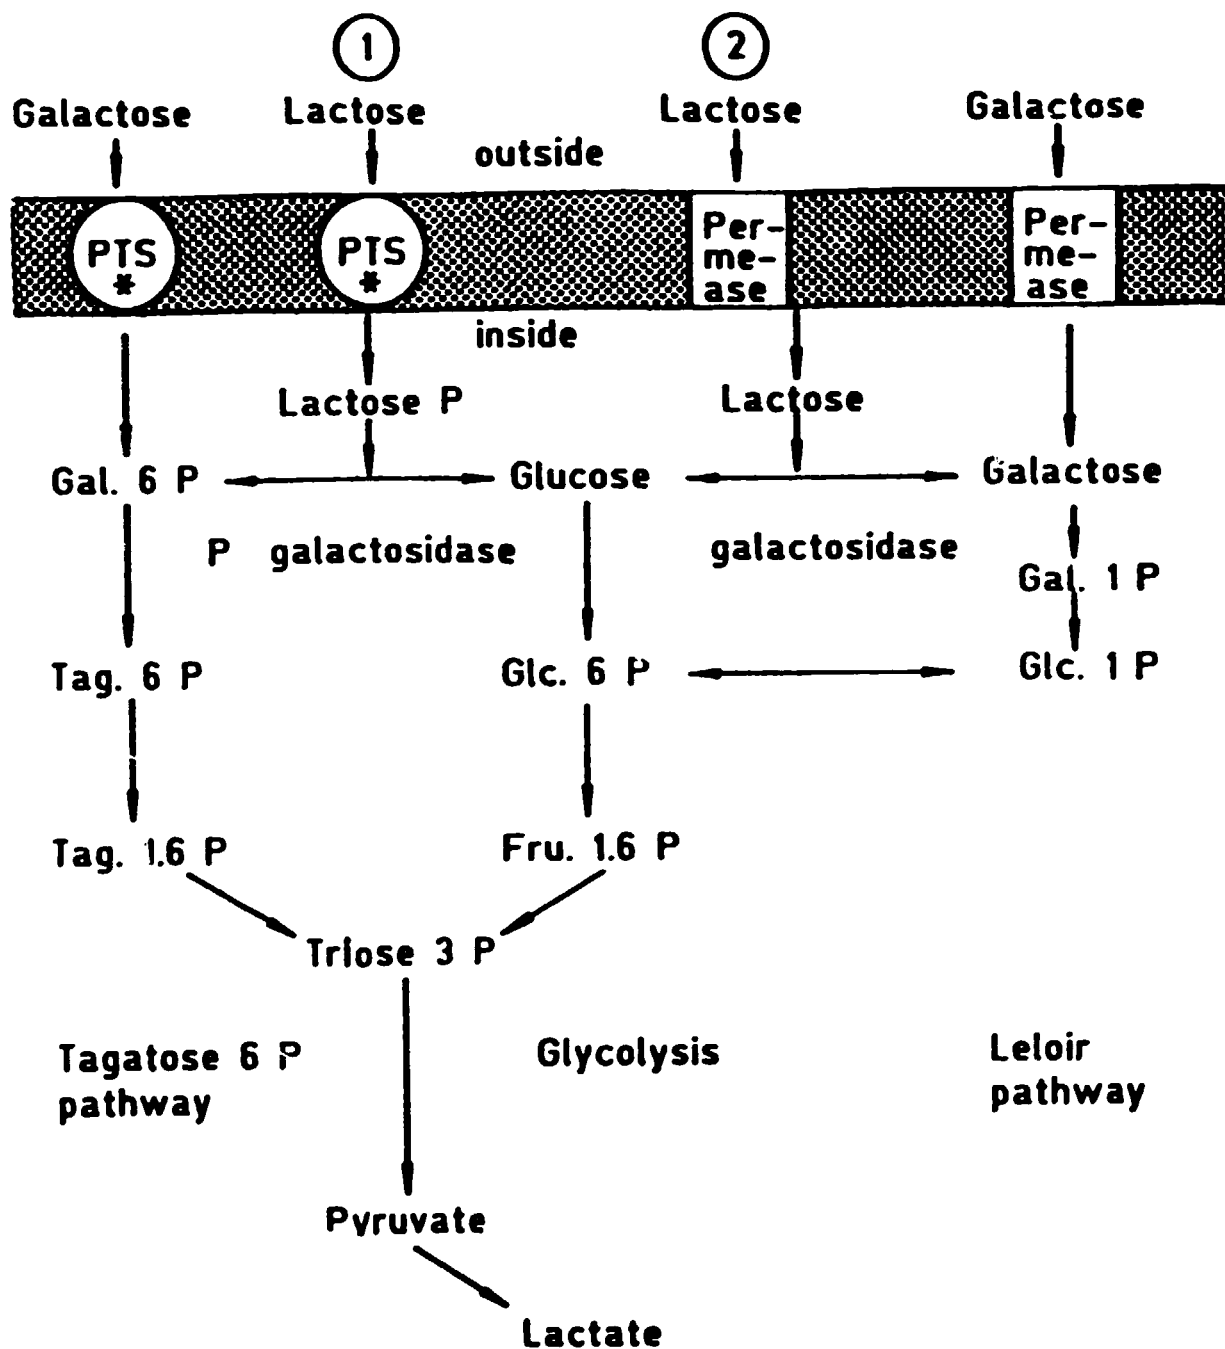 1
2
Galactose
Lactose
Lactose
Galactose
outside
PTS
*
PTS
*
Per-
me-
ase
Per-
me-
ase
inside
Lactose P
Lactose
Gal. 6 P
Glucose
Galactose
P galactosidase
galactosidase
Gal. 1 P
Tag. 6 P
Glc. 6 P
Glc. 1 P
Tag. 1.6 P
Fru. 1.6 P
Triose 3 P
Tagatose 6 P
pathway
Glycolysis
Leloir
pathway
Pyruvate
Lactate